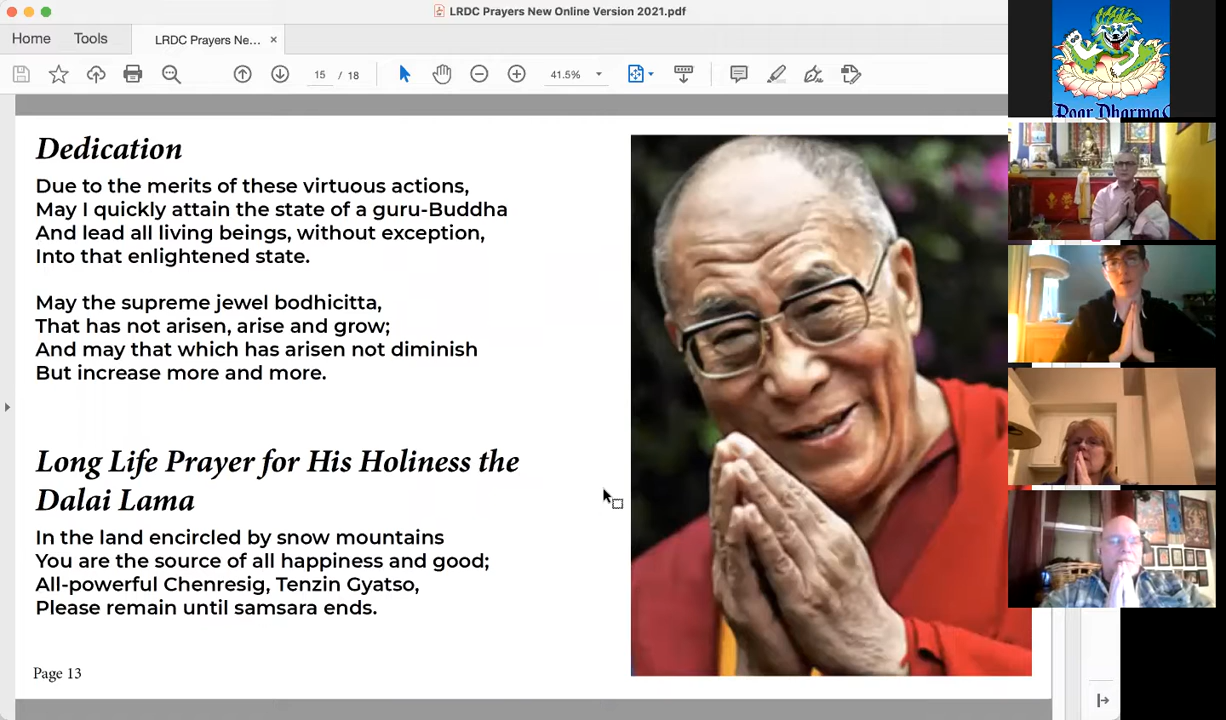 LRDC Prayers New Online Version 2021.pdf
Home
Tools
LRDC Prayers Ne... ×
15 / 18
41.5%
Dedication
Due to the merits of these virtuous actions,
May I quickly attain the state of a guru-Buddha
And lead all living beings, without exception,
Into that enlightened state.
May the supreme jewel bodhicitta,
That has not arisen, arise and grow;
And may that which has arisen not diminish
But increase more and more.
Long Life Prayer for His Holiness the
Dalai Lama
In the land encircled by snow mountains
You are the source of all happiness and good;
All-powerful Chenresig, Tenzin Gyatso,
Please remain until samsara ends.
Page 13
Roar Dharma